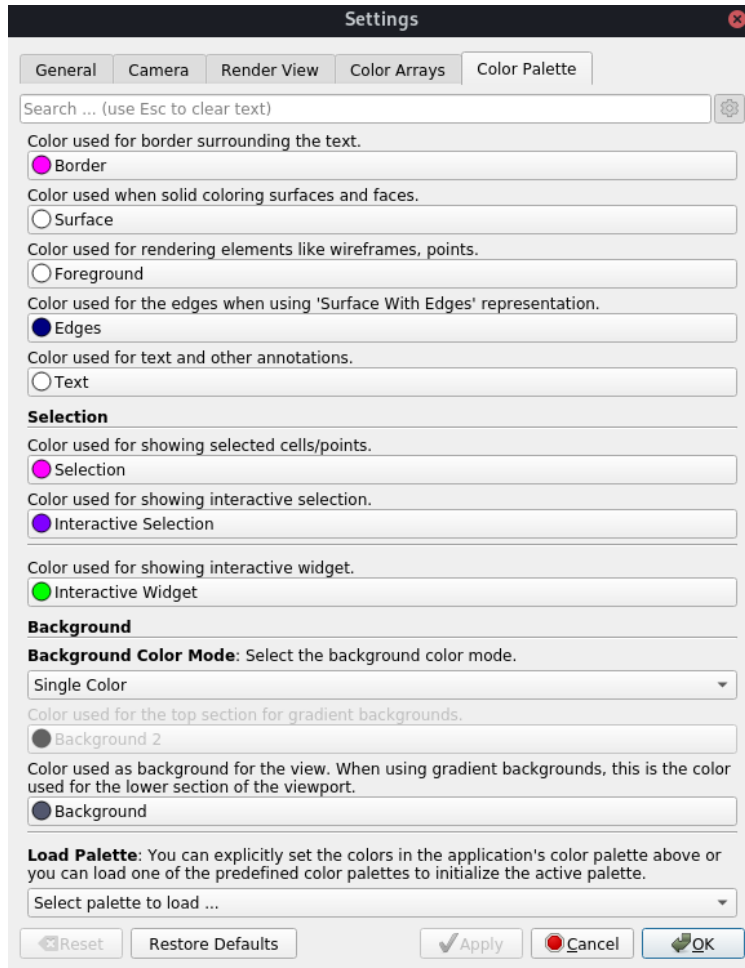 Settings
General
Camera
Render View
Color Arrays
Color Palette
Search ... (use Esc to clear text)
Color used for border surrounding the text.
Border
Color used when solid coloring surfaces and faces.
Surface
Color used for rendering elements like wireframes, points.
Foreground
Color used for the edges when using 'Surface With Edges' representation.
Edges
Color used for text and other annotations.
Text
Selection
Color used for showing selected cells/points.
Selection
Color used for showing interactive selection.
Interactive Selection
Color used for showing interactive widget.
Interactive Widget
Background
Background Color Mode: Select the background color mode.
Single Color
Color used for the top section for gradient backgrounds.
Background 2
Color used as background for the view. When using gradient backgrounds, this is the color
used for the lower section of the viewport.
Background
Load Palette: You can explicitly set the colors in the application's color palette above or
you can load one of the predefined color palettes to initialize the active palette.
Select palette to load ...
Reset
Restore Defaults
Apply
Cancel
OK